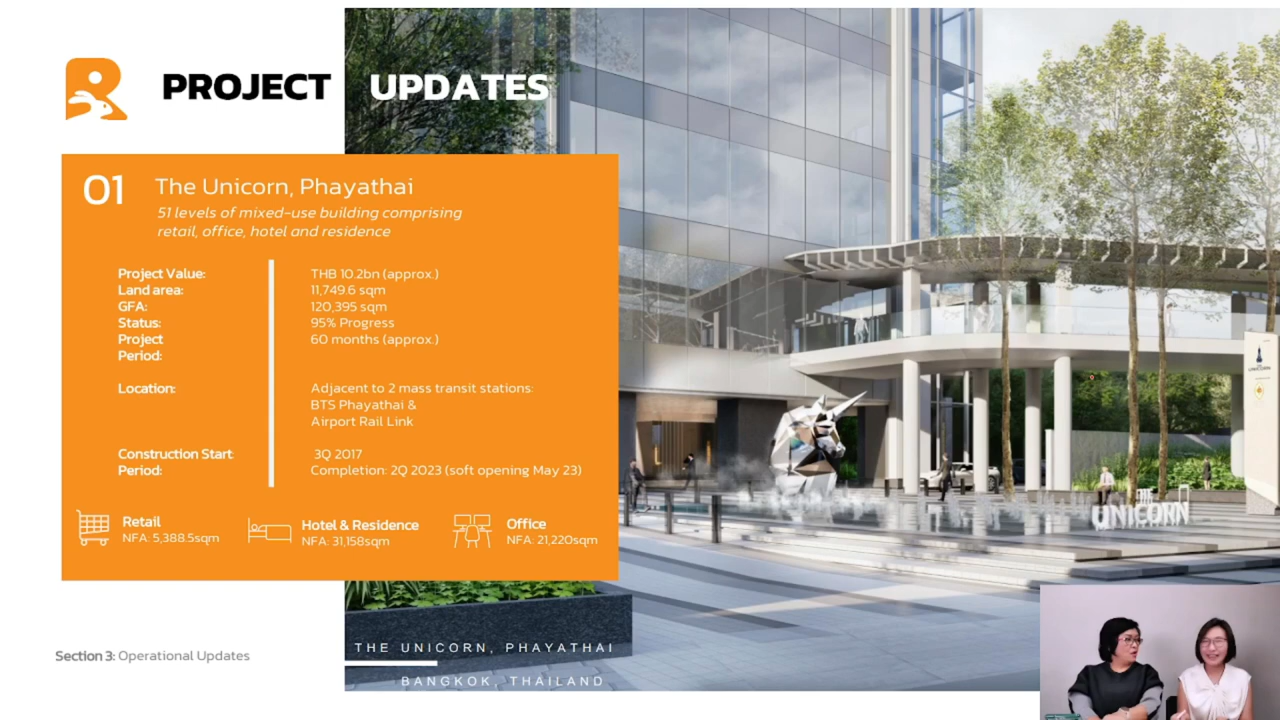 PROJECT UPDATES
01 The Unicorn, Phayathai
51 levels of mixed-use building comprising
retail, office, hotel and residence
Project Value: THB 10.2bn (approx.)
Land area: 11,749.6 sqm
GFA: 120,395 sqm
Status: 95% Progress
Project 60 months (approx.)
Period:
Location: Adjacent to 2 mass transit stations:
BTS Phayathai &
Airport Rail Link
Construction Start 3Q 2017
Period: Completion: 2Q 2023 (soft opening May 23)
Retail
NFA: 5,388.5sqm
Hotel & Residence
NFA: 31,158sqm
Office
NFA: 21,220sqm
THE
UNICORN
UNICORN
Section 3: Operational Updates
THE UNICORN, PHAYATHAI
BANGKOK, THAILAND